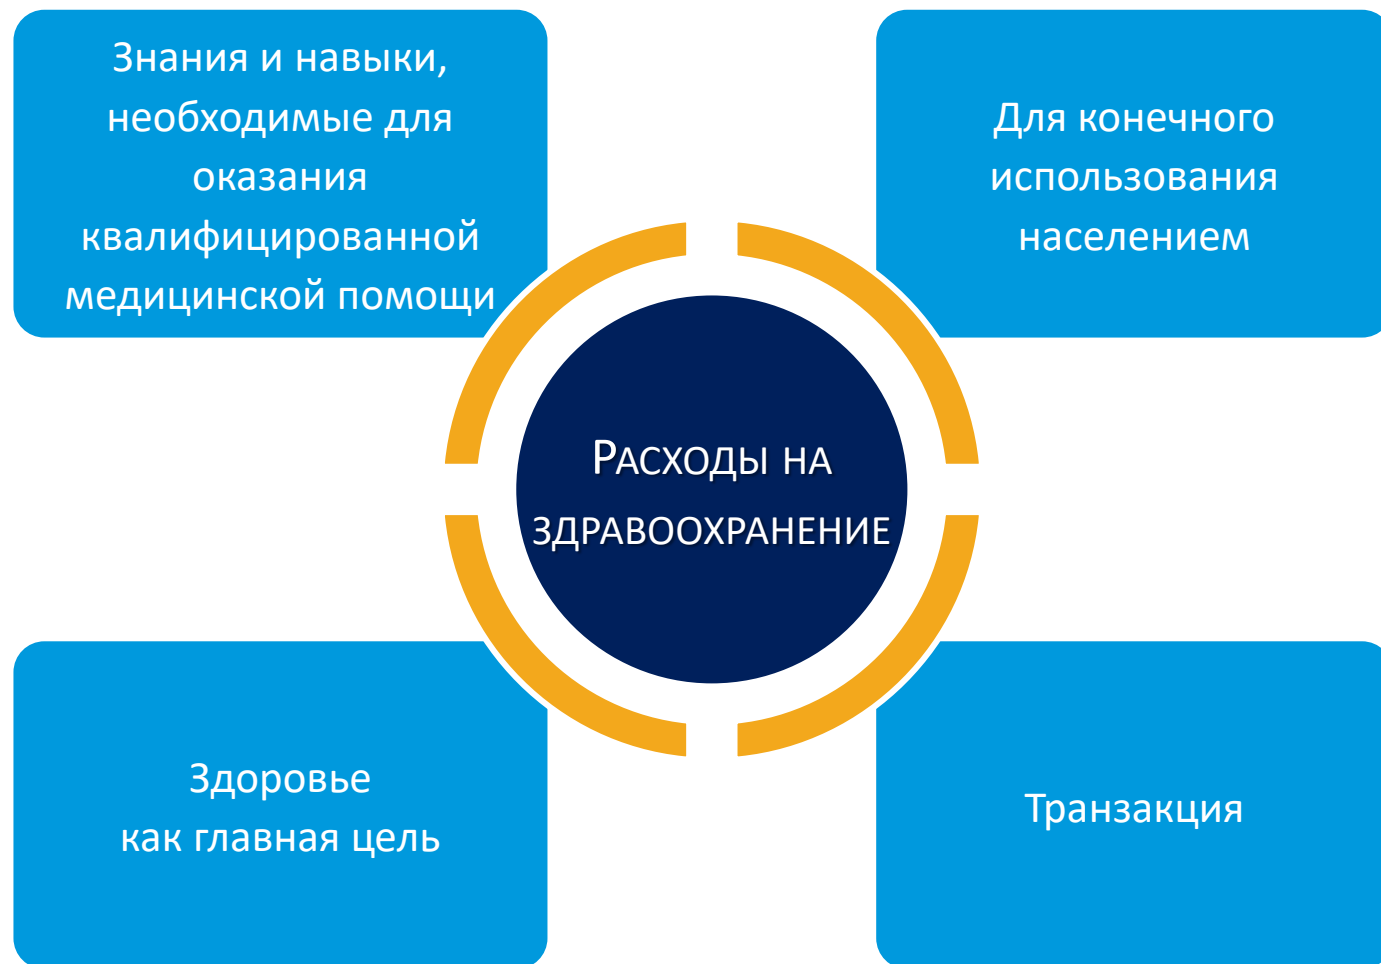 Знания и навыки,
необходимые для
оказания
квалифицированной
медицинской помощи
Для конечного
использования
населением
Расходы на
здравоохранение
Здоровье
как главная цель
Транзакция